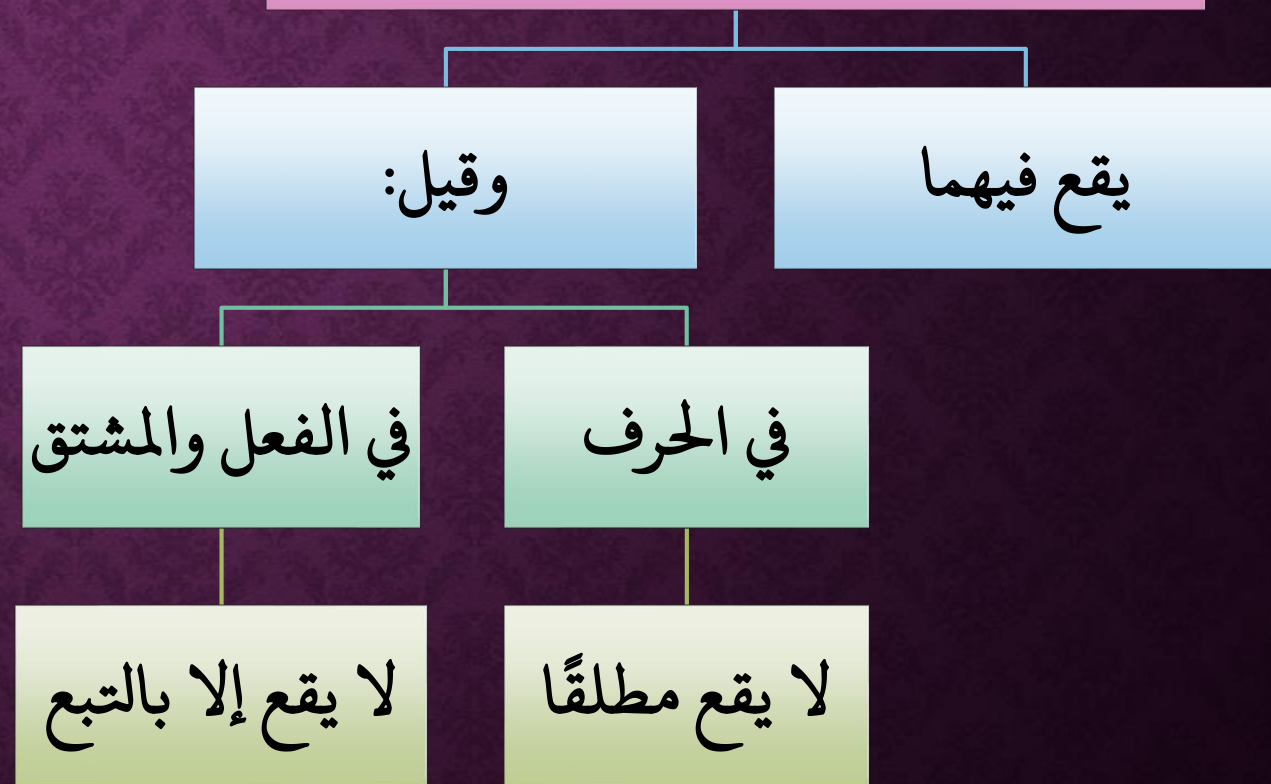 يقع فيهما
وقيل:
في الحرف
في الفعل والمشتق
لا يقع مطلقًا
لا يقع إلا بالتبع